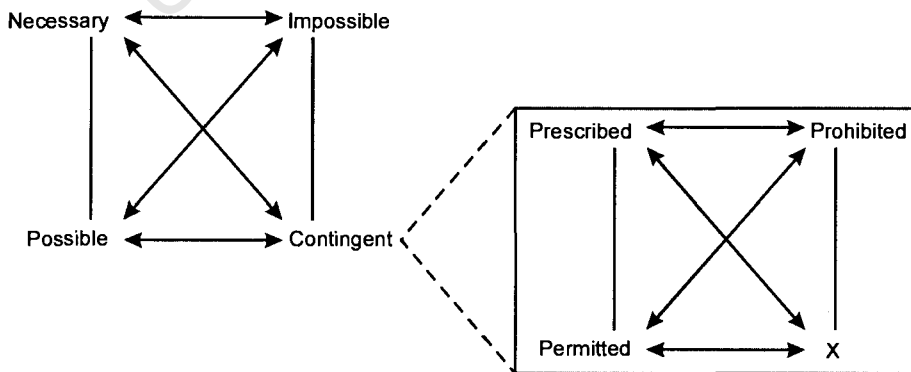 Necessary Impossible
Prescribed Prohibited
Possible Contingent
Permitted X